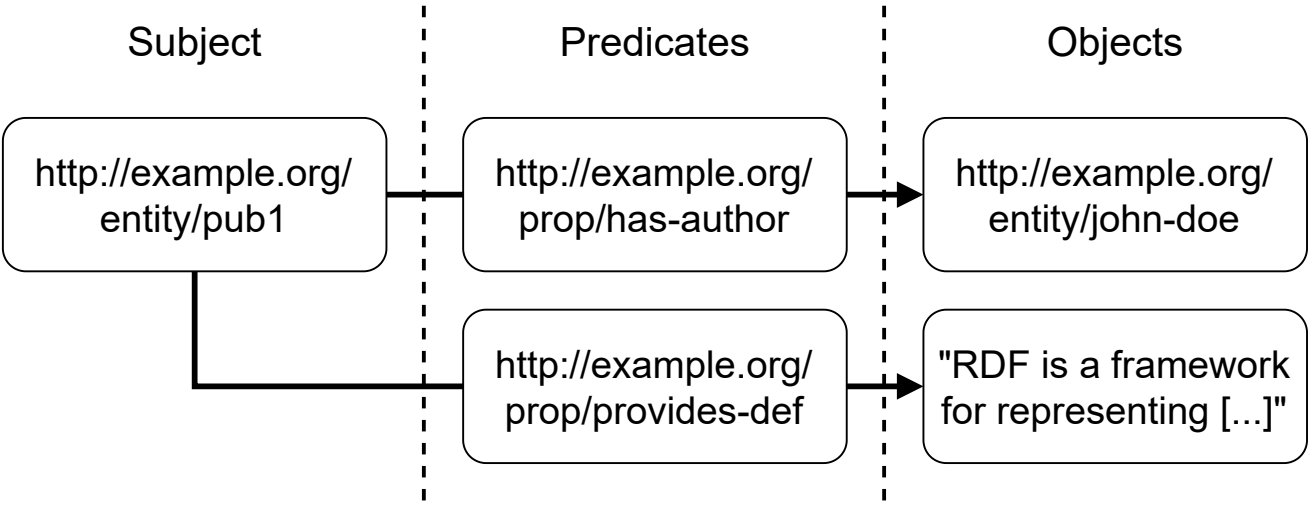 Subject
Predicates
Objects
http://example.org/
entity/pub1
http://example.org/
prop/has-author
http://example.org/
entity/john-doe
http://example.org/
prop/provides-def
"RDF is a framework
for representing [...]"